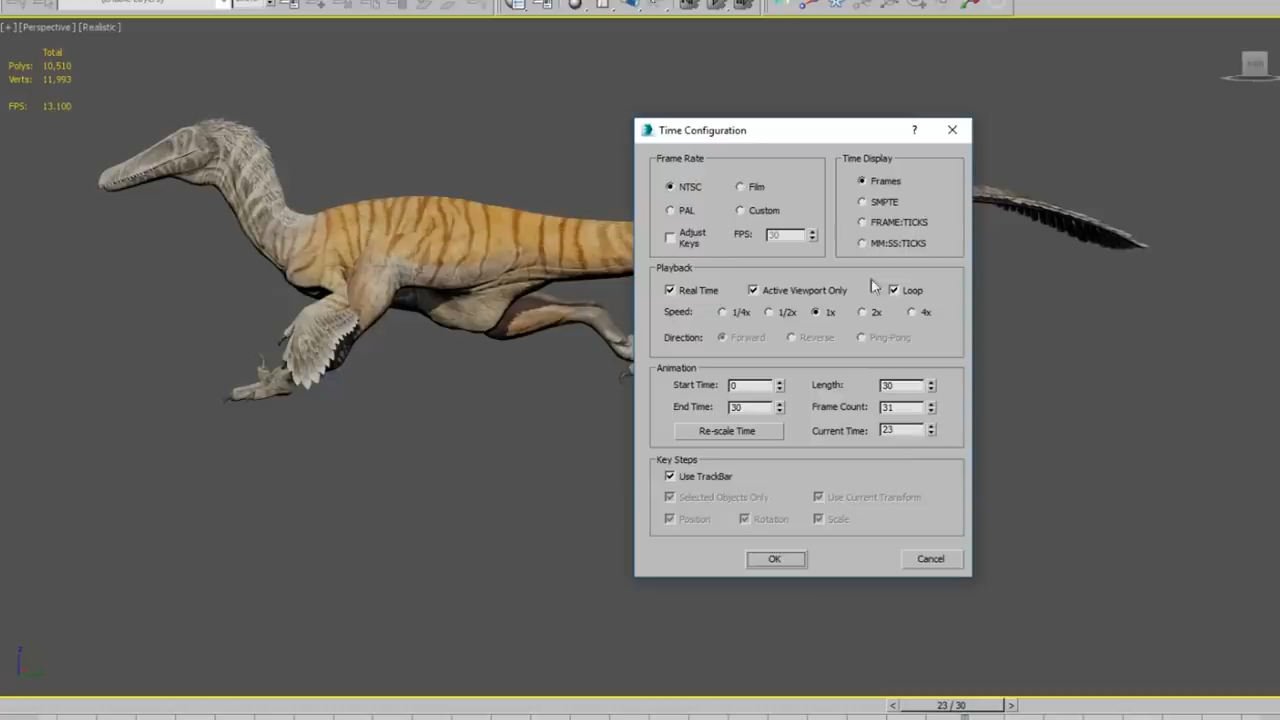 [+] [Perspective] [Realistic]
Total
Polys: 10,510
Verts: 11,993
FPS: 13.100
Time Configuration
? ×
Frame Rate
NTSC Film
PAL Custom
Adjust
Keys
FPS: 30
Time Display
Frames
SMPTE
FRAME:TICKS
MM:SS:TICKS
Playback
Real Time Active Viewport Only Loop
Speed: 1/4x 1/2x 1x 2x 4x
Direction: Forward Reverse Ping-Pong
Animation
Start Time: 0 Length: 30
End Time: 30 Frame Count: 31
Re-scale Time Current Time: 23
Key Steps
Use TrackBar
Selected Objects Only Use Current Transform
Position Rotation Scale
OK Cancel
z
< 23 / 30 >